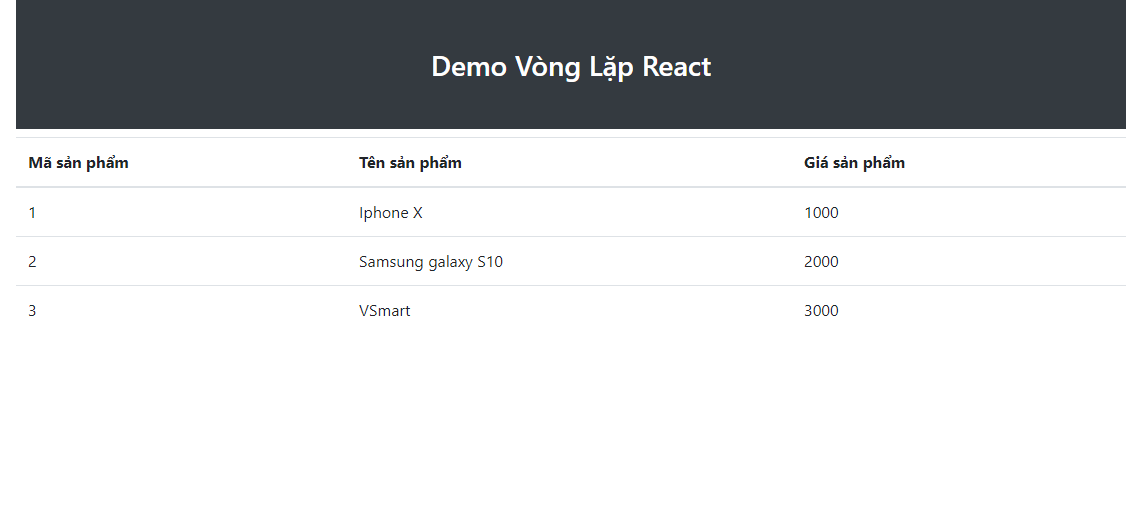 Demo Vòng Lặp React
Mã sản phẩm Tên sản phẩm Giá sản phẩm
1 Iphone X 1000
2 Samsung galaxy S10 2000
3 VSmart 3000